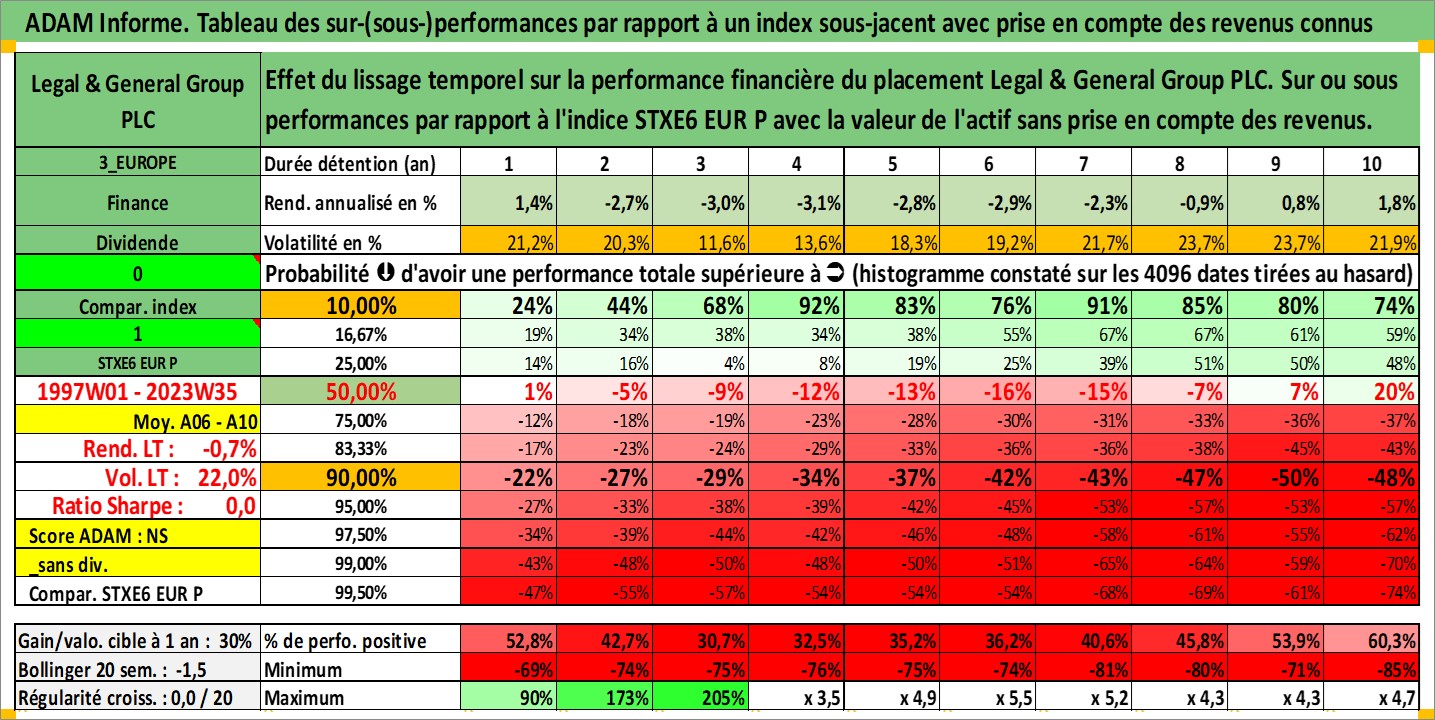 ADAM Informe. Tableau des sur-(sous-)performances par rapport à un index sous-jacent avec prise en compte des revenus connus
Legal & General Group PLC
Effet du lissage temporel sur la performance financière du placement Legal & General Group PLC. Sur ou sous
performances par rapport à l'indice STXE6 EUR P avec la valeur de l'actif sans prise en compte des revenus.
3_EUROPE Durée détention (an) 1 2 3 4 5 6 7 8 9 10
Finance Rend. annualisé en % 1,4% -2,7% -3,0% -3,1% -2,8% -2,9% -2,3% -0,9% 0,8% 1,8%
Dividende Volatilité en % 21,2% 20,3% 11,6% 13,6% 18,3% 19,2% 21,7% 23,7% 23,7% 21,9%
0 Probabilité d'avoir une performance totale supérieure à (histogramme constaté sur les 4096 dates tirées au hasard)
Compar. index 10,00% 24% 44% 68% 92% 83% 76% 91% 85% 80% 74%
1 16,67% 19% 34% 38% 34% 38% 55% 67% 67% 61% 59%
STXE6 EUR P 25,00% 14% 16% 4% 8% 19% 25% 39% 51% 50% 48%
1997W01 - 2023W35 50,00% 1% -5% -9% -12% -13% -16% -15% -7% 7% 20%
Moy. A06 - A10 75,00% -12% -18% -19% -23% -28% -30% -31% -33% -36% -37%
Rend. LT : -0,7% 83,33% -17% -23% -24% -29% -33% -36% -36% -38% -45% -43%
Vol. LT : 22,0% 90,00% -22% -27% -29% -34% -37% -42% -43% -47% -50% -48%
Ratio Sharpe : 0,0 95,00% -27% -33% -38% -39% -42% -45% -53% -57% -53% -57%
Score ADAM : NS 97,50% -34% -39% -44% -42% -46% -48% -58% -61% -55% -62%
_sans div. 99,00% -43% -48% -50% -48% -50% -51% -65% -64% -59% -70%
Compar. STXE6 EUR P 99,50% -47% -55% -57% -54% -54% -54% -68% -69% -61% -74%
Gain/valo. cible à 1 an : 30% % de perfo. positive 52,8% 42,7% 30,7% 32,5% 35,2% 36,2% 40,6% 45,8% 53,9% 60,3%
Bollinger 20 sem. : -1,5 Minimum -69% -74% -75% -76% -75% -74% -81% -80% -71% -85%
Régularité croiss. : 0,0 / 20 Maximum 90% 173% 205% x 3,5 x 4,9 x 5,5 x 5,2 x 4,3 x 4,3 x 4,7